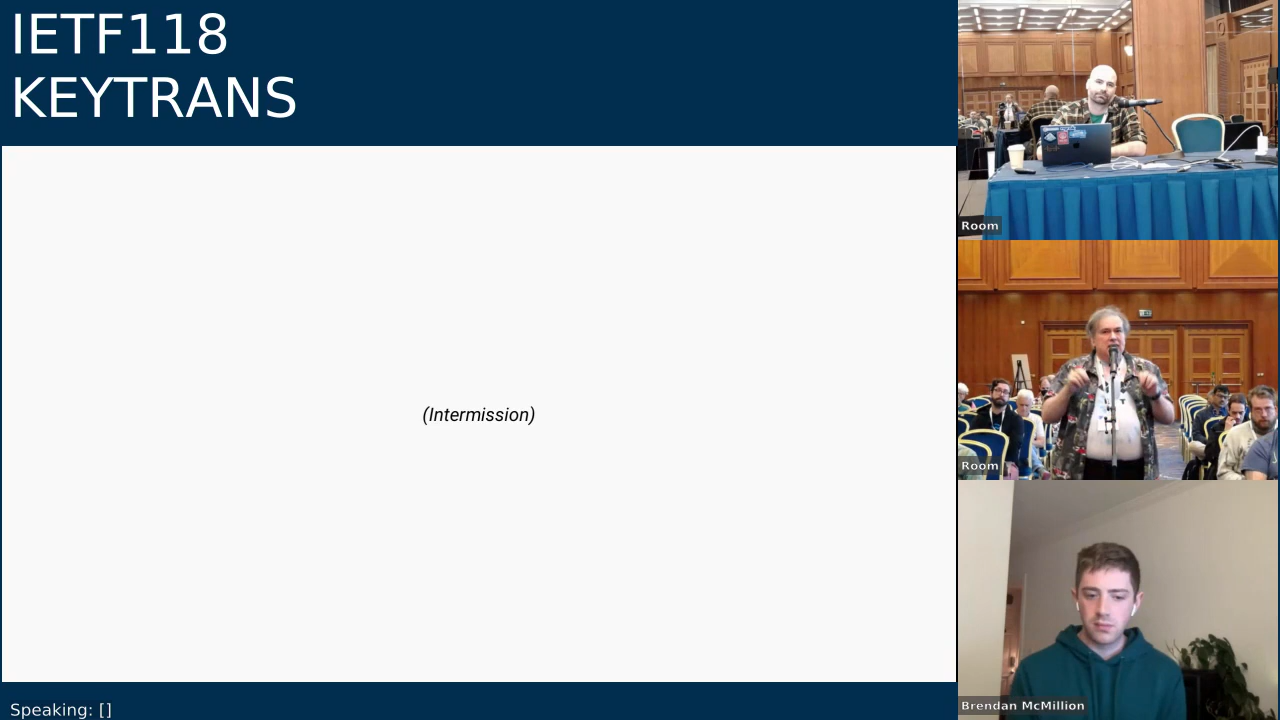 IETF118
KEYTRANS
(Intermission)
Speaking: []
Room
Room
Brendan McMillion